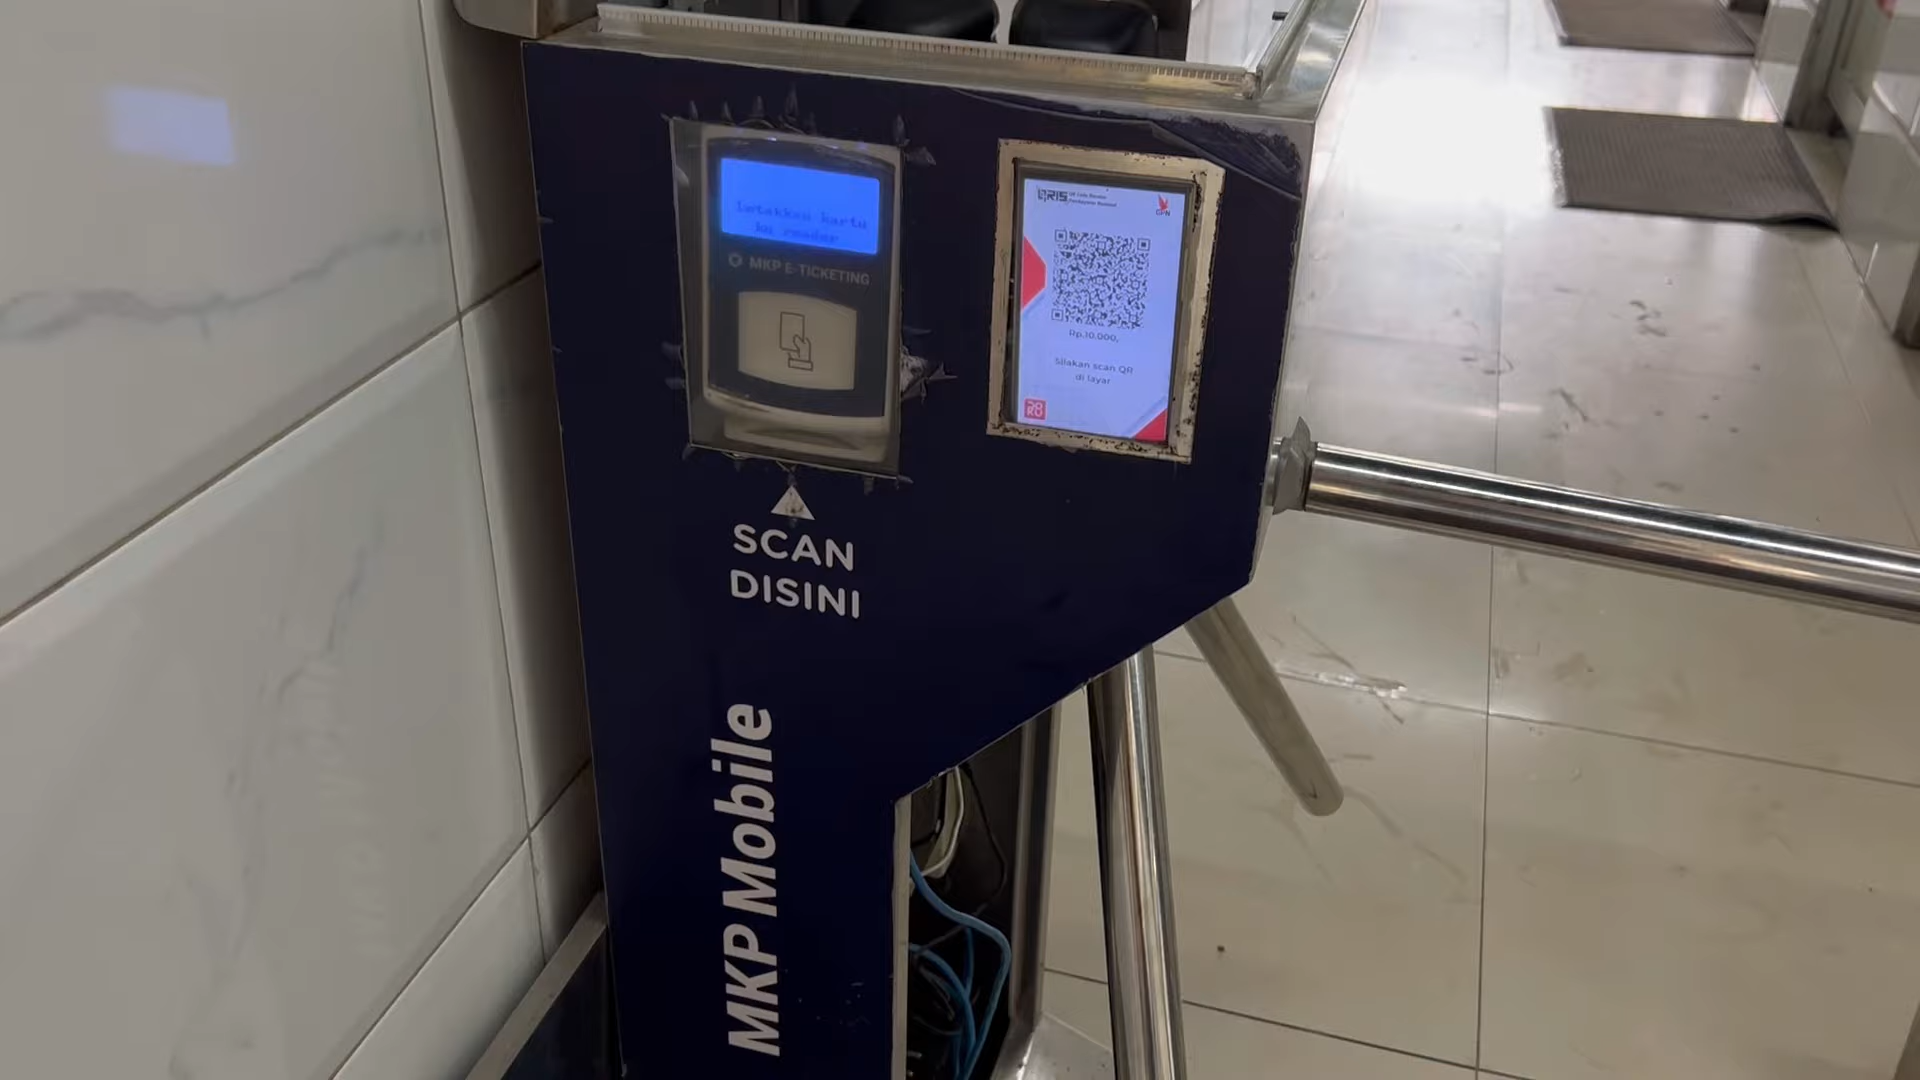 Letakkan kartu
ke reader
MKP E-TICKETING
QRIS
GPN
Rp.10.000,
Silakan scan QR
di layar
SCAN
DISINI
MKP Mobile